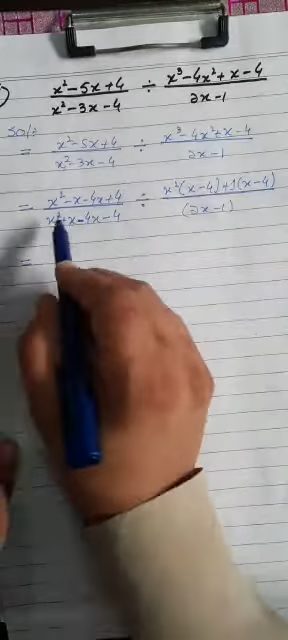 ) x²-5x+4 / x²-3x-4 ÷ x³-4x²+x-4 / 2x-1
Sol:
= x²-5x+4 / x²-3x-4 ÷ x³-4x²+x-4 / 2x-1
= x²-x-4x+4 / x²+x-4x-4 ÷ x²(x-4)+1(x-4) / (2x-1)
=